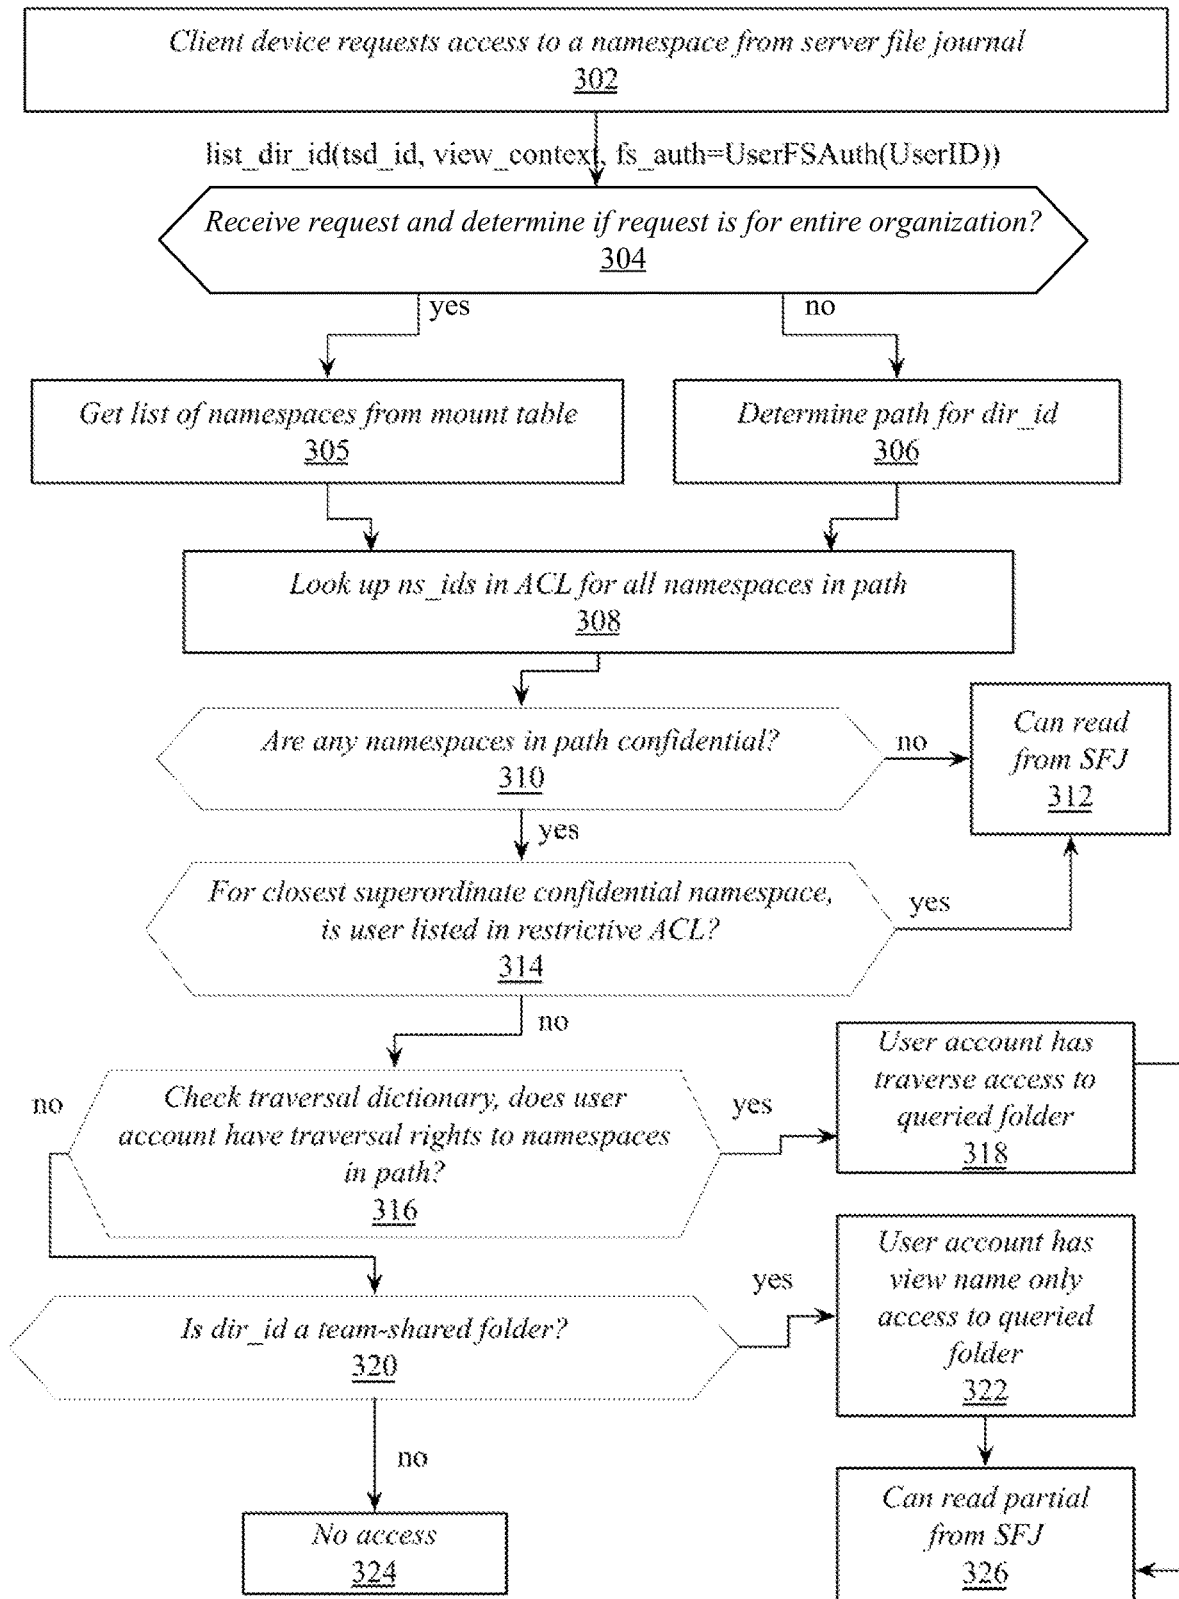 Client device requests access to a namespace from server file journal
302
list_dir_id(tsd_id, view_context, fs_auth=UserFSAuth(UserID))
Receive request and determine if request is for entire organization?
304
yes
no
Get list of namespaces from mount table
305
Determine path for dir_id
306
Look up ns_ids in ACL for all namespaces in path
308
Are any namespaces in path confidential?
310
no
Can read
from SFJ
312
yes
For closest superordinate confidential namespace,
is user listed in restrictive ACL?
314
yes
no
Check traversal dictionary, does user
account have traversal rights to namespaces
in path?
316
no
yes
User account has
traverse access to
queried folder
318
Is dir_id a team-shared folder?
320
yes
User account has
view name only
access to queried
folder
322
no
No access
324
Can read partial
from SFJ
326